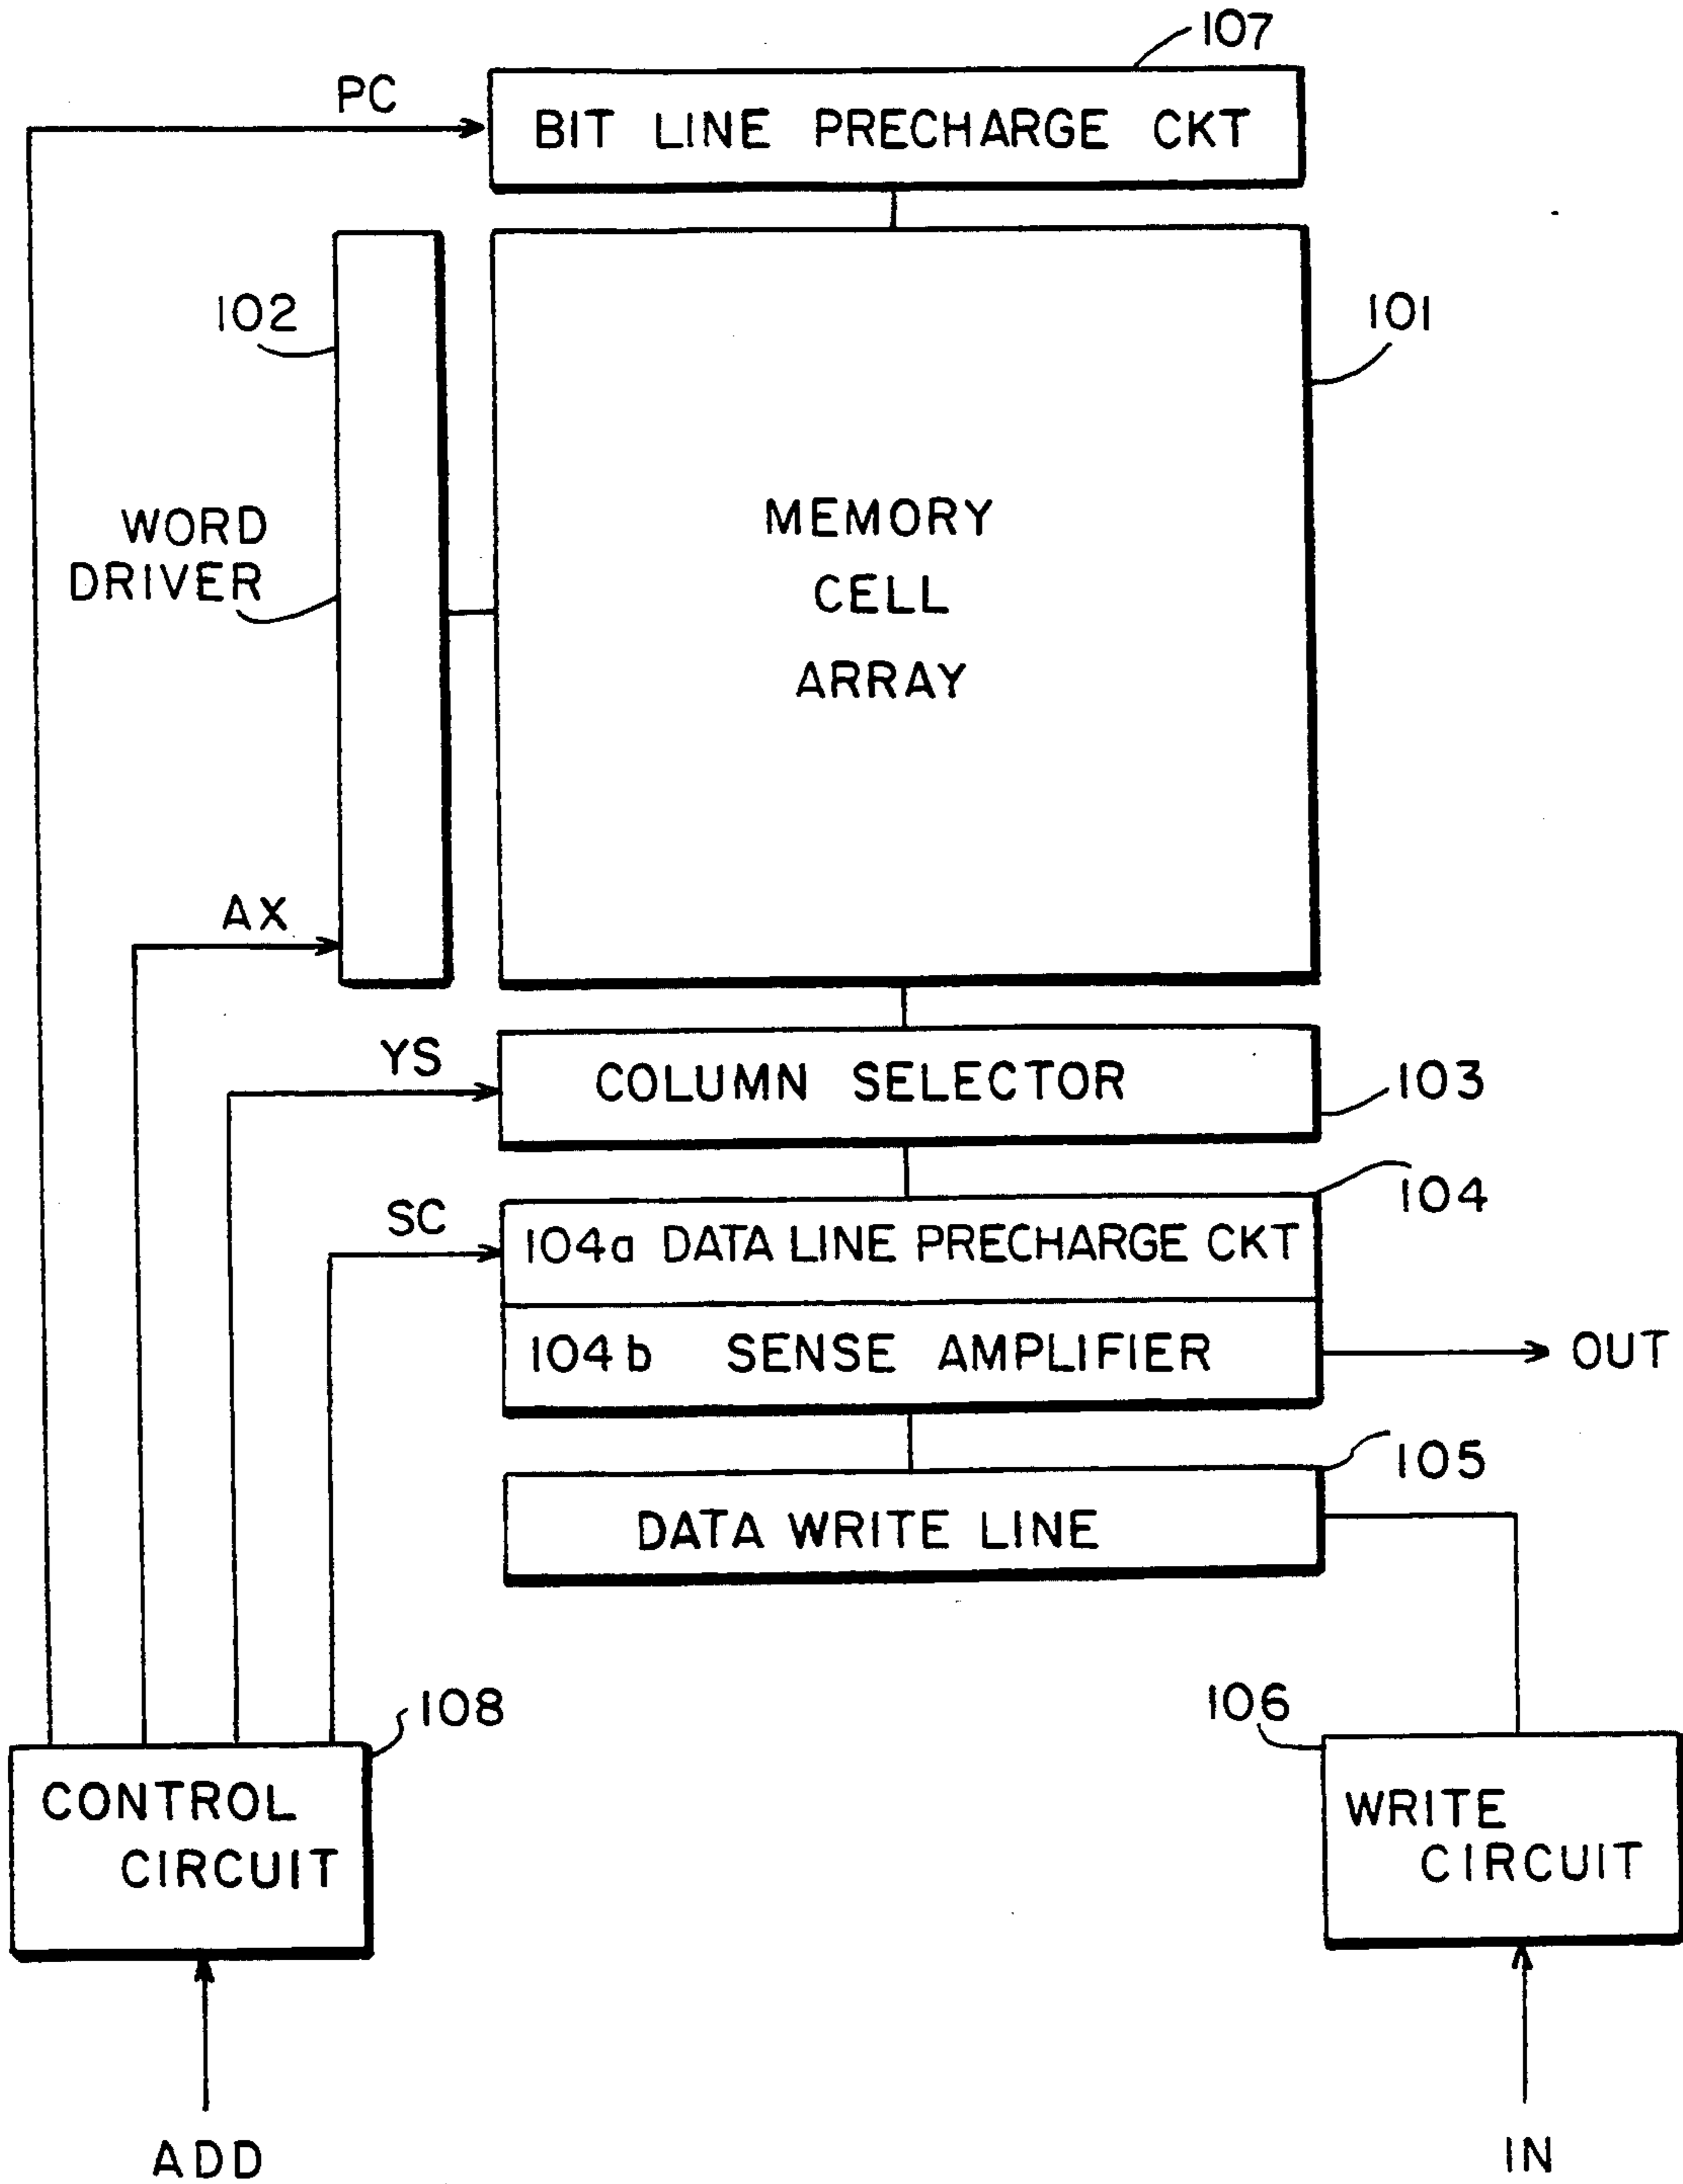 107
PC
BIT LINE PRECHARGE CKT
102
101
WORD
DRIVER
MEMORY
CELL
ARRAY
AX
YS
COLUMN SELECTOR
103
104
SC
104a DATA LINE PRECHARGE CKT
104b SENSE AMPLIFIER
OUT
105
DATA WRITE LINE
108
106
CONTROL
CIRCUIT
WRITE
CIRCUIT
ADD
IN